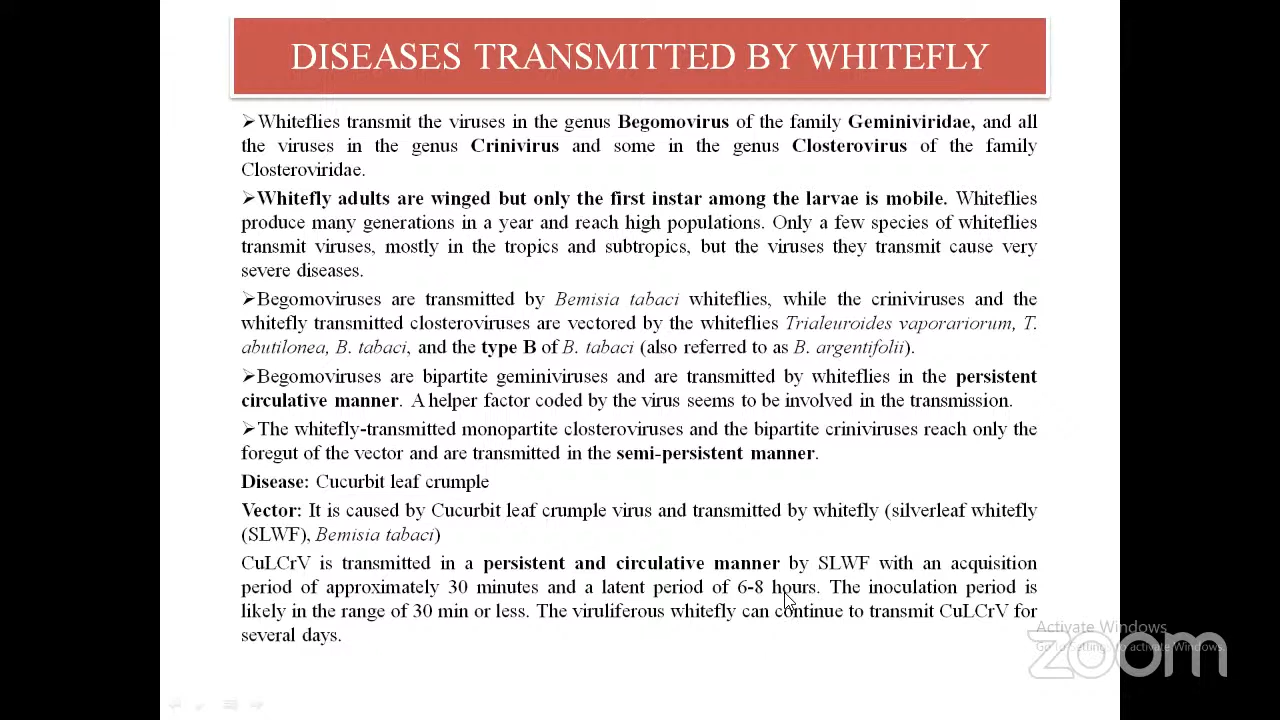 DISEASES TRANSMITTED BY WHITEFLY
➢Whiteflies transmit the viruses in the genus Begomovirus of the family Geminiviridae, and all
the viruses in the genus Crinivirus and some in the genus Closterovirus of the family
Closteroviridae.
➢Whitefly adults are winged but only the first instar among the larvae is mobile. Whiteflies
produce many generations in a year and reach high populations. Only a few species of whiteflies
transmit viruses, mostly in the tropics and subtropics, but the viruses they transmit cause very
severe diseases.
➢Begomoviruses are transmitted by Bemisia tabaci whiteflies, while the criniviruses and the
whitefly transmitted closteroviruses are vectored by the whiteflies Trialeuroides vaporariorum, T.
abutilonea, B. tabaci, and the type B of B. tabaci (also referred to as B. argentifolii).
➢Begomoviruses are bipartite geminiviruses and are transmitted by whiteflies in the persistent
circulative manner. A helper factor coded by the virus seems to be involved in the transmission.
➢The whitefly-transmitted monopartite closteroviruses and the bipartite criniviruses reach only the
foregut of the vector and are transmitted in the semi-persistent manner.
Disease: Cucurbit leaf crumple
Vector: It is caused by Cucurbit leaf crumple virus and transmitted by whitefly (silverleaf whitefly
(SLWF), Bemisia tabaci)
CuLCrV is transmitted in a persistent and circulative manner by SLWF with an acquisition
period of approximately 30 minutes and a latent period of 6-8 hours. The inoculation period is
likely in the range of 30 min or less. The viruliferous whitefly can continue to transmit CuLCrV for
several days.
Activate Windows
Go to Settings to activate Windows.
zoom